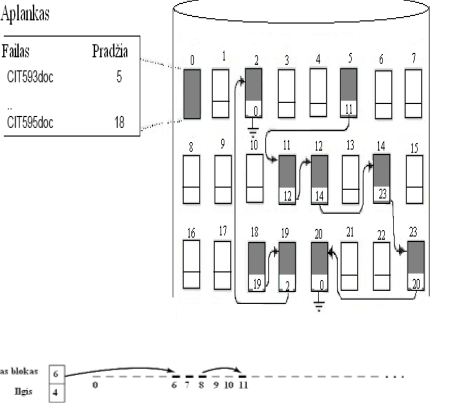 Aplankas
Failas Pradžia
CIT593doc 5
..
CIT595doc 18
0 1 2 3 4 5 6 7
0 11
8 9 10 11 12 13 14 15
12 14 23
16 17 18 19 20 21 22 23
19 2 0 20
as blokas 6
Ilgis 4
0 6 7 8 9 10 11